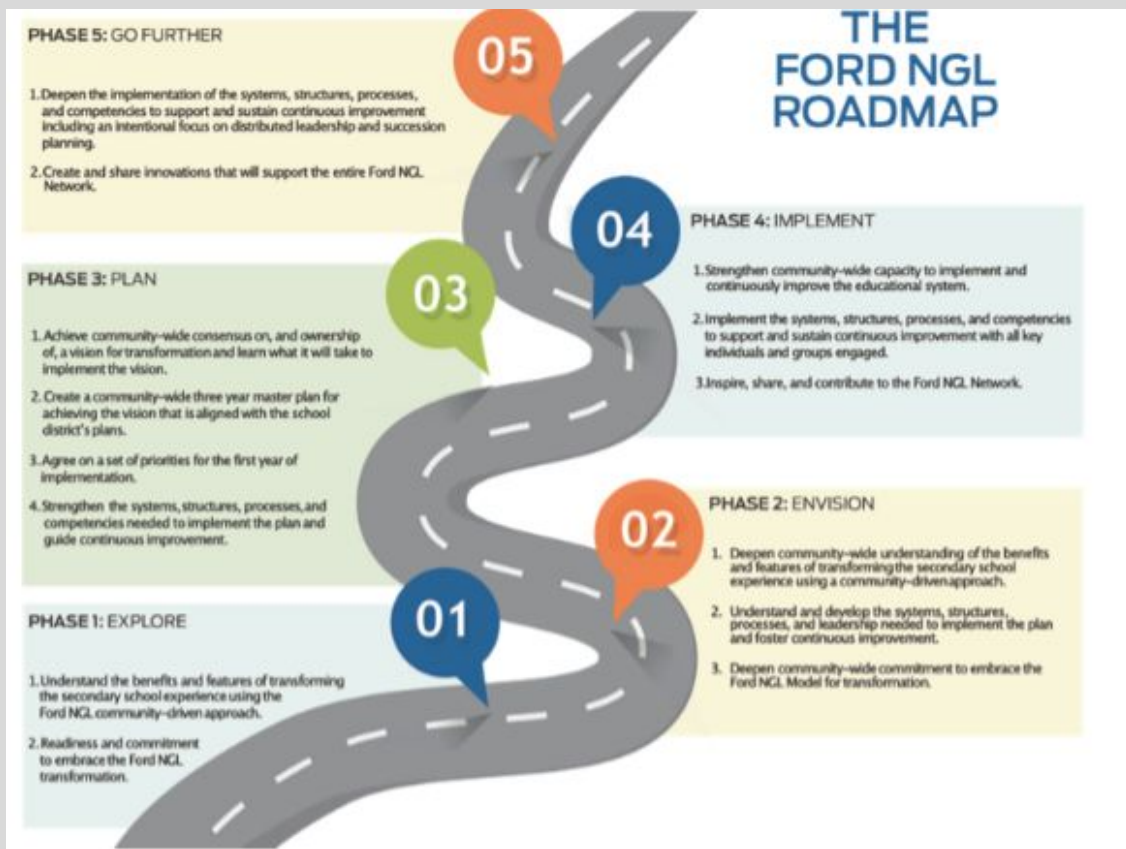 THE
FORD NGL
ROADMAP
PHASE 5: GO FURTHER
1. Deepen the implementation of the systems, structures, processes,
and competencies to support and sustain continuous improvement
including an intentional focus on distributed leadership and succession
planning.
2. Create and share innovations that will support the entire Ford NGL
Network.
05
04
PHASE 4: IMPLEMENT
1. Strengthen community-wide capacity to implement and
continuously improve the educational system.
2. Implement the systems, structures, processes, and competencies
to support and sustain continuous improvement with all key
individuals and groups engaged.
3. Inspire, share, and contribute to the Ford NGL Network.
PHASE 3: PLAN
1. Achieve community-wide consensus on, and ownership
of, a vision for transformation and learn what it will take to
implement the vision.
2. Create a community-wide three year master plan for
achieving the vision that is aligned with the school
district's plans.
3. Agree on a set of priorities for the first year of
implementation.
4. Strengthen the systems, structures, processes, and
competencies needed to implement the plan and
guide continuous improvement.
03
02
PHASE 2: ENVISION
1. Deepen community-wide understanding of the benefits
and features of transforming the secondary school
experience using a community-driven approach.
2. Understand and develop the systems, structures,
processes, and leadership needed to implement the plan
and foster continuous improvement.
3. Deepen community-wide commitment to embrace the
Ford NGL Model for transformation.
PHASE 1: EXPLORE
1. Understand the benefits and features of transforming
the secondary school experience using the
Ford NGL community-driven approach.
2. Readiness and commitment
to embrace the Ford NGL
transformation.
01